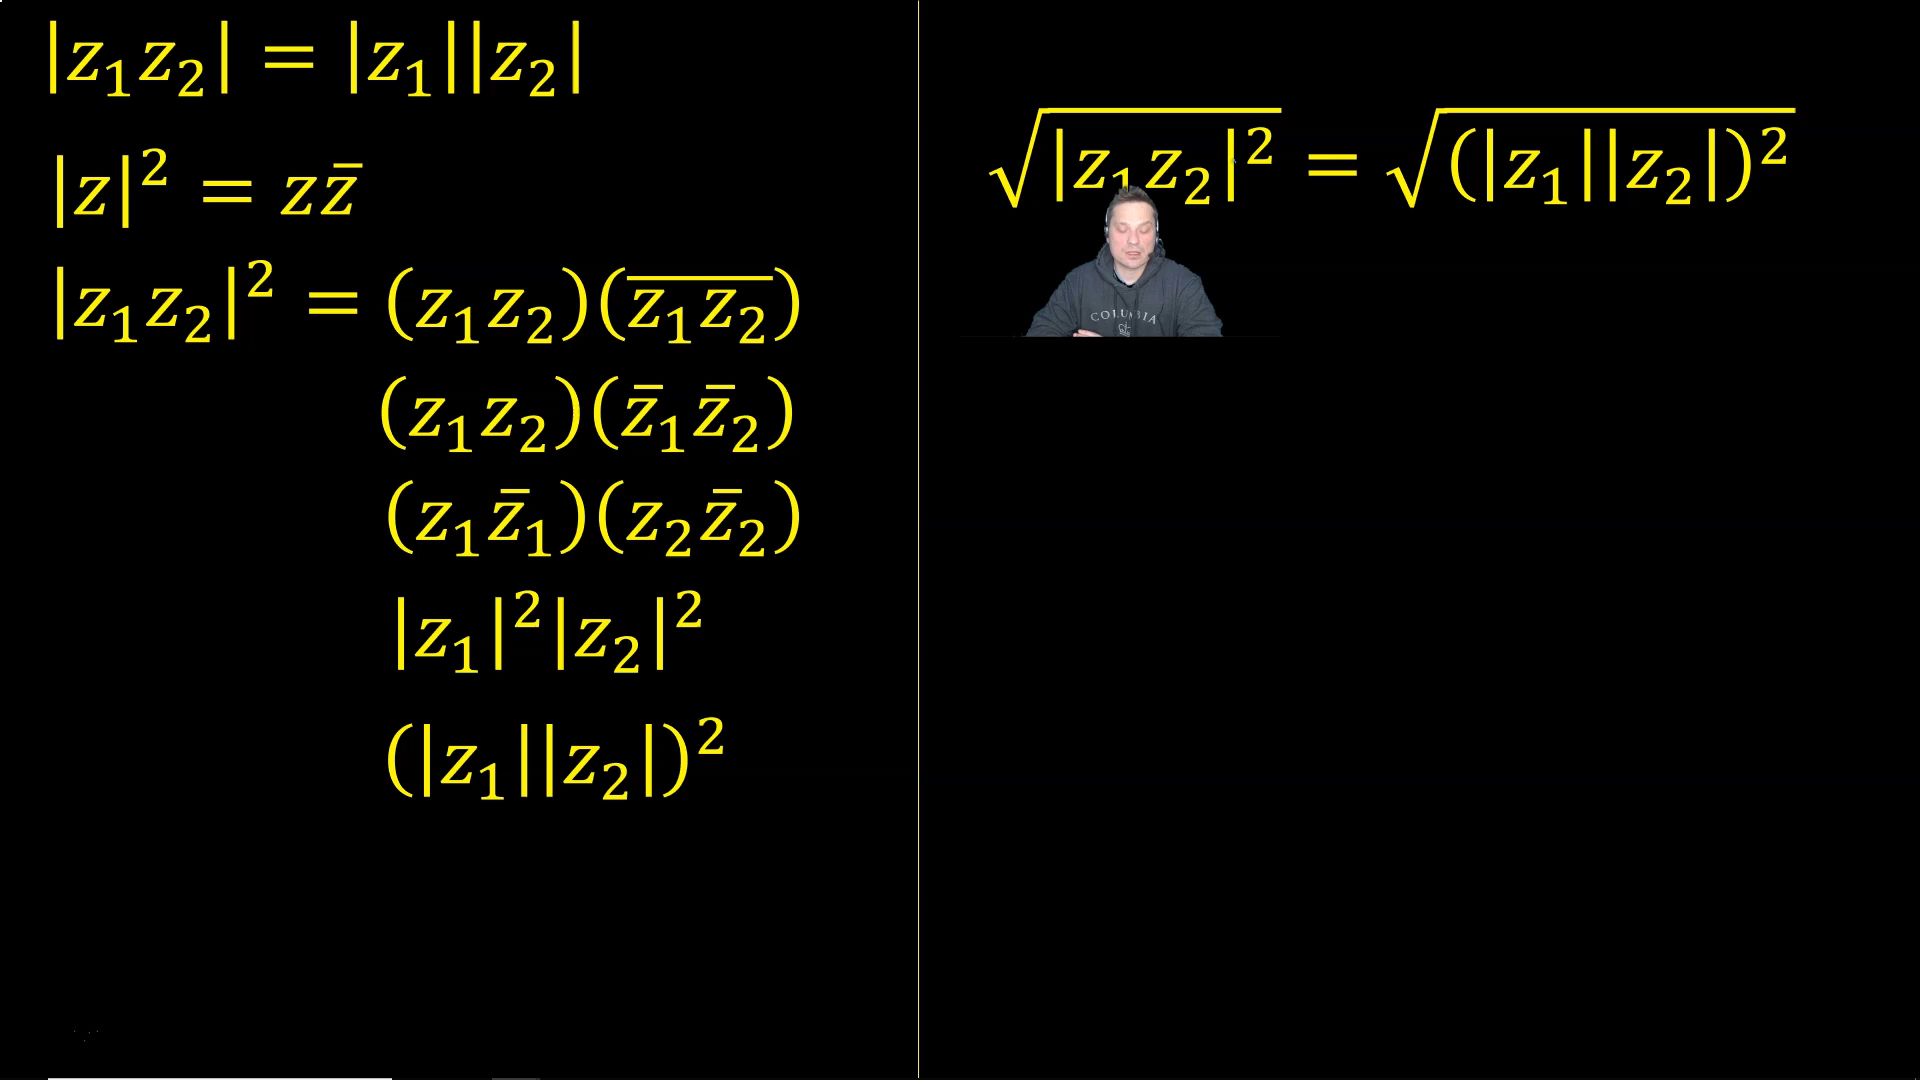 |z₁z₂| = |z₁||z₂|
|z|² = zz̄
|z₁z₂|² = (z₁z₂)(z̅₁z̅₂)
(z₁z₂)(z̄₁z̄₂)
(z₁z̄₁)(z₂z̄₂)
|z₁|²|z₂|²
(|z₁||z₂|)²
√|z₁z₂|² = √(|z₁||z₂|)²
COLUMBIA